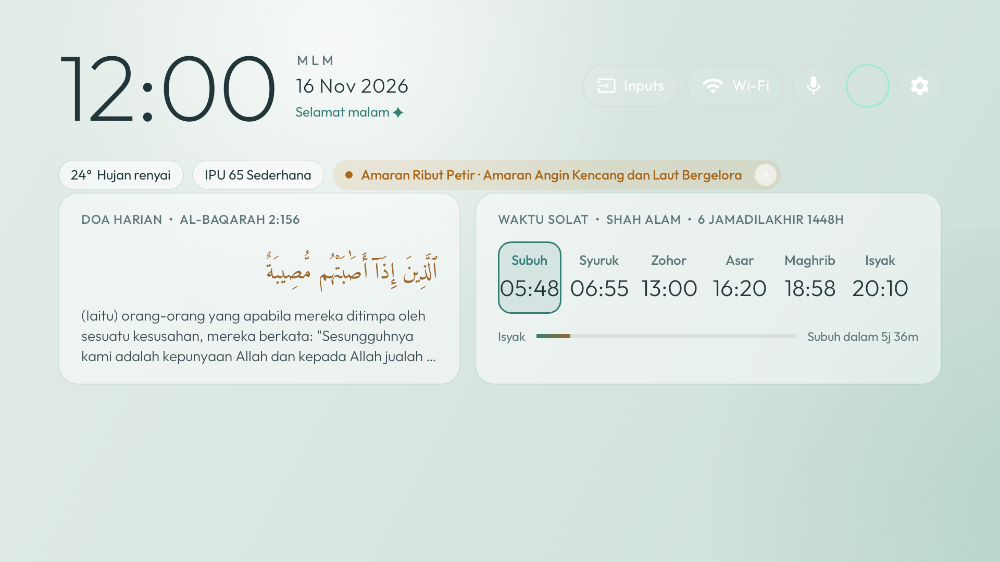 12:00
MLM
16 Nov 2026
Selamat malam
Inputs
Wi-Fi
24° Hujan renyai
IPU 65 Sederhana
Amaran Ribut Petir · Amaran Angin Kencang dan Laut Bergelora
DOA HARIAN • AL-BAQARAH 2:156
ٱلَّذِينَ إِذَآ أَصَٰبَتْهُم مُّصِيبَةٌ
(Iaitu) orang-orang yang apabila mereka ditimpa oleh
sesuatu kesusahan, mereka berkata: "Sesungguhnya
kami adalah kepunyaan Allah dan kepada Allah jualah ...
WAKTU SOLAT • SHAH ALAM • 6 JAMADILAKHIR 1448H
Subuh Syuruk Zohor Asar Maghrib Isyak
05:48 06:55 13:00 16:20 18:58 20:10
Isyak
Subuh dalam 5j 36m